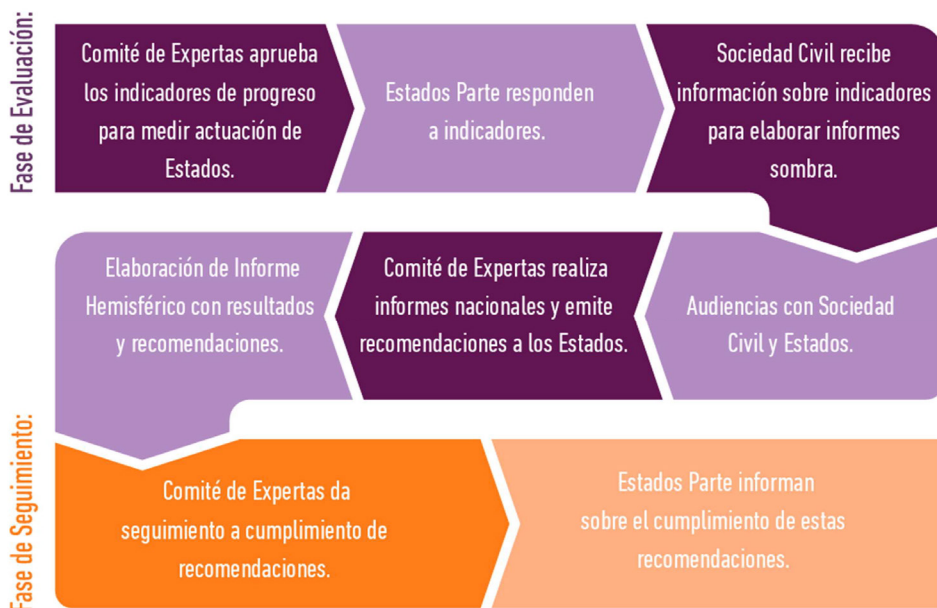 Fase de Evaluación:
Comité de Expertas aprueba
los indicadores de progreso
para medir actuación de
Estados.
Estados Parte responden
a indicadores.
Sociedad Civil recibe
información sobre indicadores
para elaborar informes
sombra.
Audiencias con Sociedad
Civil y Estados.
Comité de Expertas realiza
informes nacionales y emite
recomendaciones a los Estados.
Elaboración de Informe
Hemisférico con resultados
y recomendaciones.
Fase de Seguimiento:
Comité de Expertas da
seguimiento a cumplimiento de
recomendaciones.
Estados Parte informan
sobre el cumplimiento de estas
recomendaciones.